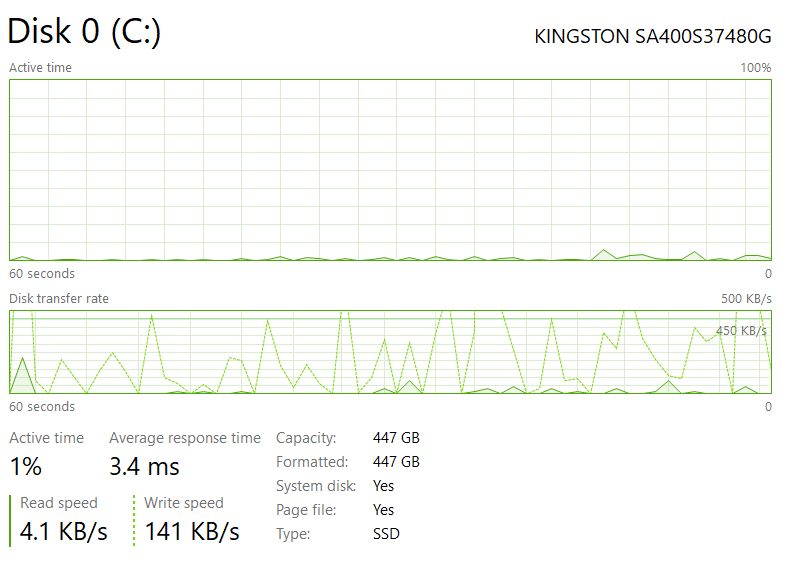 Disk 0 (C:)
KINGSTON SA400S37480G
Active time
100%
60 seconds
0
Disk transfer rate
500 KB/s
450 KB/s
60 seconds
0
Active time
Average response time
1%
3.4 ms
Read speed
Write speed
4.1 KB/s
141 KB/s
Capacity:
447 GB
Formatted:
447 GB
System disk:
Yes
Page file:
Yes
Type:
SSD